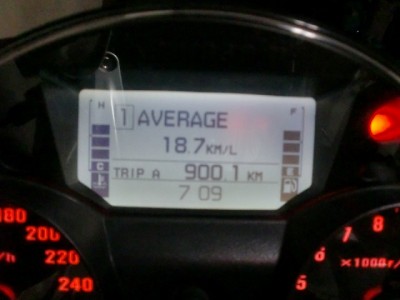 H F
1 AVERAGE
18.7 KM/L
C E
TRIP A 900.1 KM
7 09
180 200 220 240
/h
5 6 7 8
×1000r/